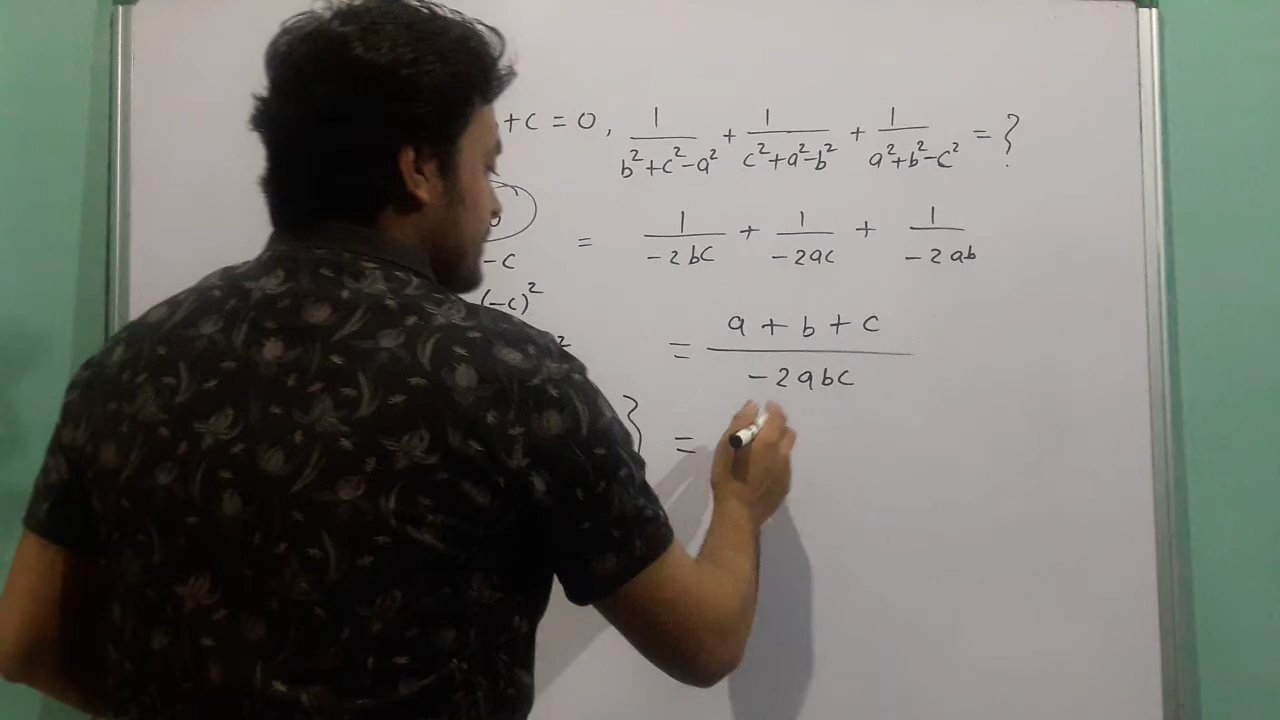 +c = 0, 1/(b²+c²-a²) + 1/(c²+a²-b²) + 1/(a²+b²-c²) = ?
= 1/(-2bc) + 1/(-2ac) + 1/(-2ab)
-c
(-c)²
2
= (a + b + c)/(-2abc)
} =